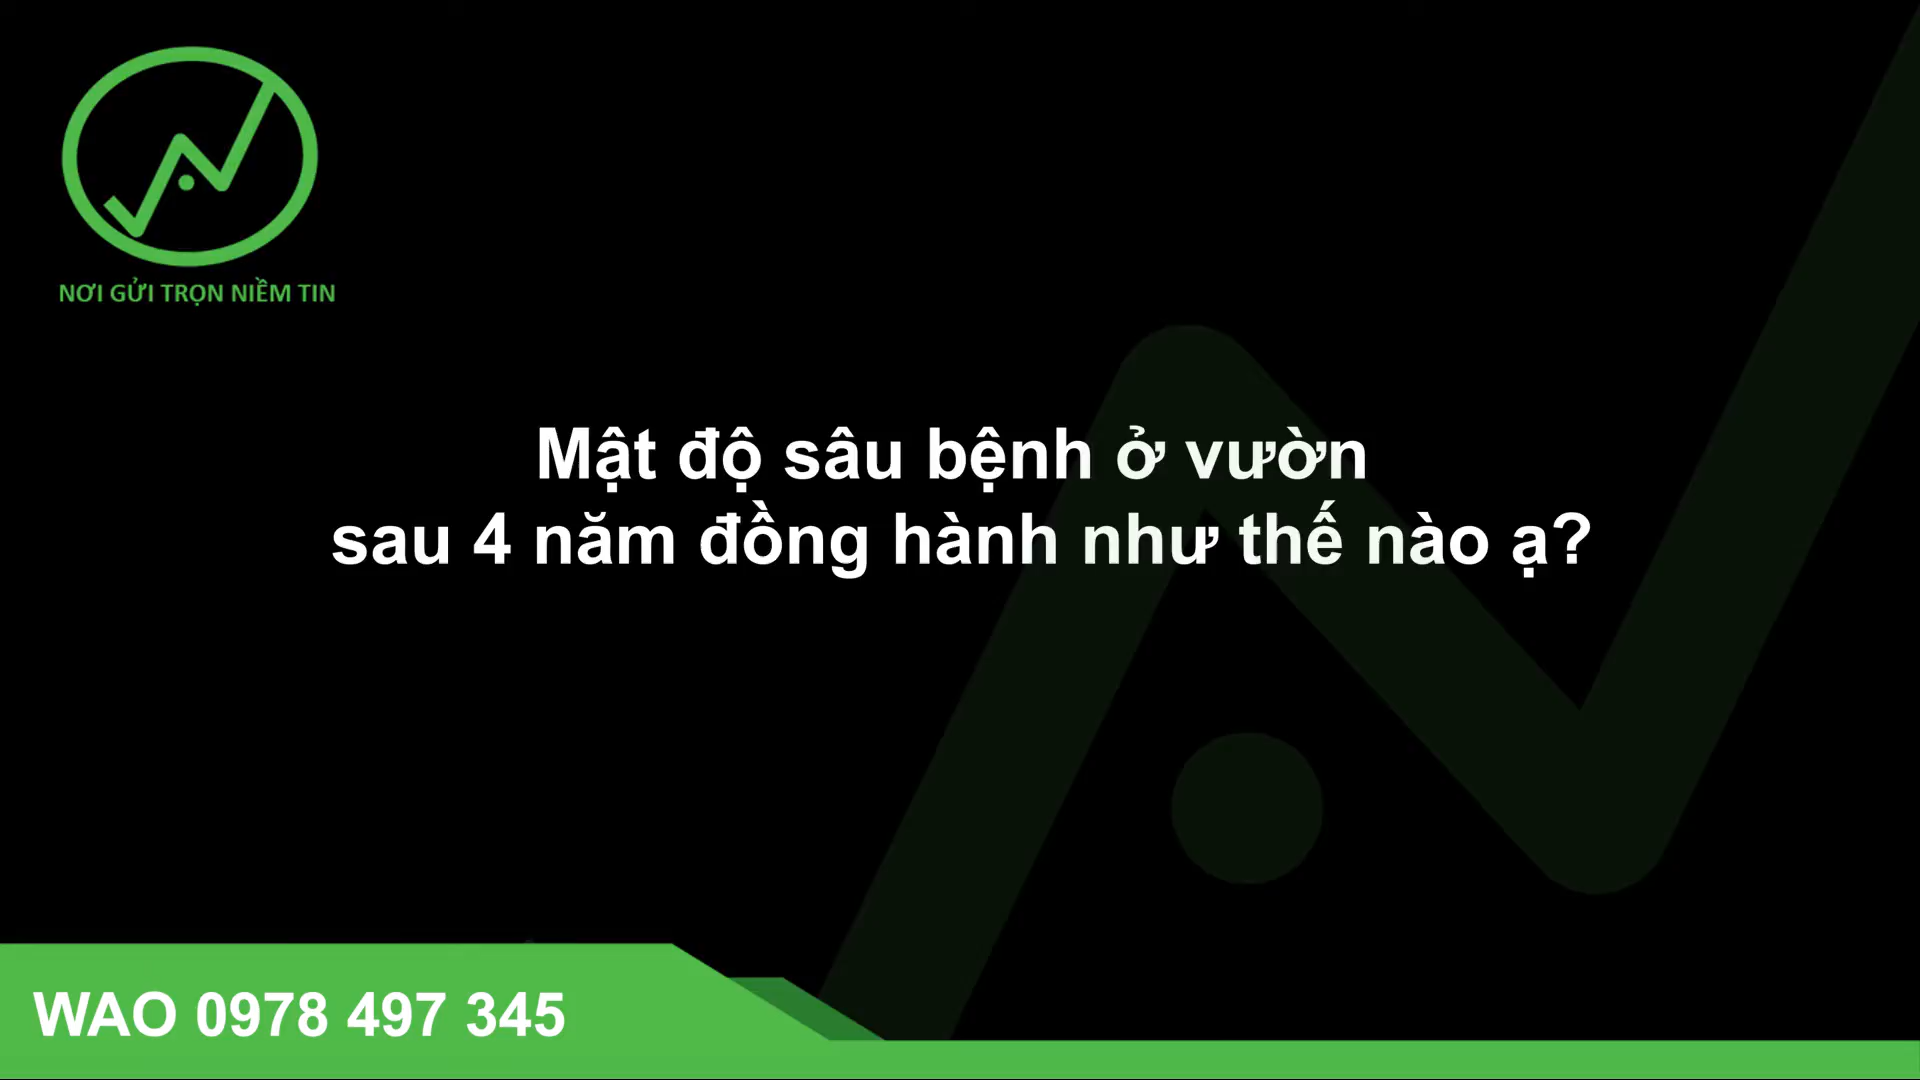 NƠI GỬI TRỌN NIỀM TIN
Mật độ sâu bệnh ở vườn
sau 4 năm đồng hành như thế nào ạ?
WAO 0978 497 345